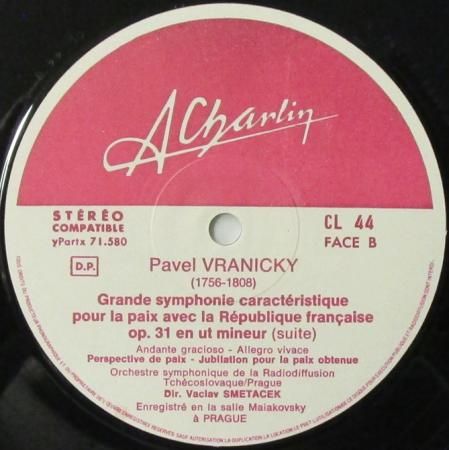 ACharlin
STÉRÉO
COMPATIBLE
yPartx 71.580
CL 44
FACE B
D.P.
Pavel VRANICKY
(1756-1808)
Grande symphonie caractéristique
pour la paix avec la République française
op. 31 en ut mineur (suite)
Andante gracioso - Allegro vivace
Perspective de paix - Jubilation pour la paix obtenue
Orchestre symphonique de la Radiodiffusion
Tchécoslovaque/Prague
Dir. Vaclav SMETACEK
Enregistré en la salle Maiakovsky
à PRAGUE